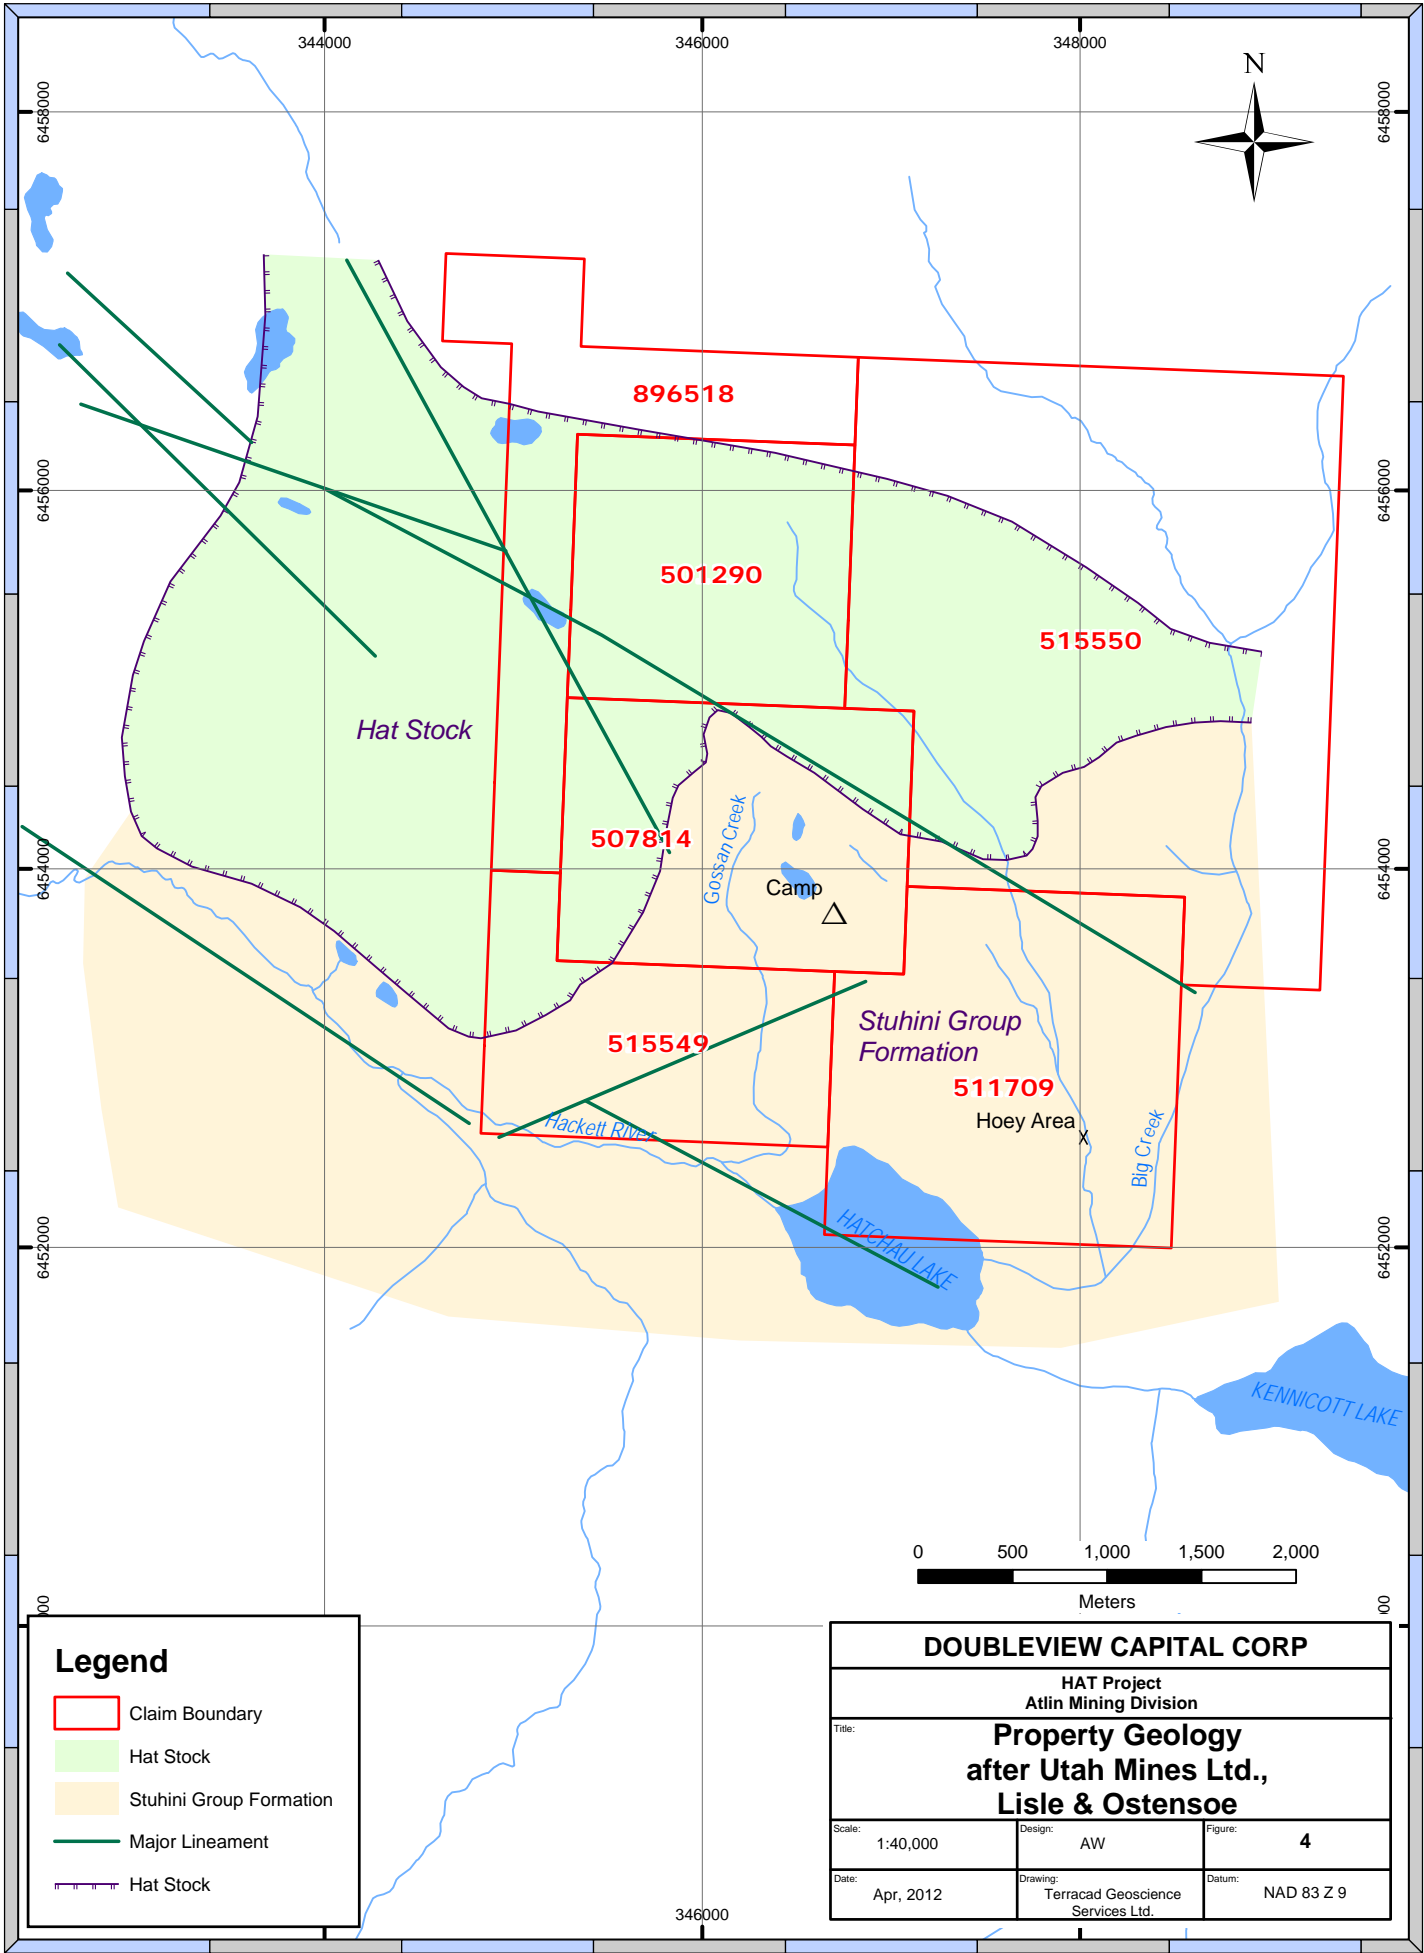 344000
346000
348000
N
6458000
6458000
896518
6456000
6456000
501290
515550
Hat Stock
507814
Gossan Creek
6454000
6454000
Camp
Stuhini Group
Formation
515549
511709
Hoey Area
X
Hackett River
Big Creek
HATCHAU LAKE
6452000
6452000
KENNICOTT LAKE
0 500 1,000 1,500 2,000
Meters
Legend
Claim Boundary
Hat Stock
Stuhini Group Formation
Major Lineament
Hat Stock
346000
DOUBLEVIEW CAPITAL CORP
HAT Project
Atlin Mining Division
Title:
Property Geology
after Utah Mines Ltd.,
Lisle & Ostensoe
Scale: 1:40,000
Design: AW
Figure: 4
Date: Apr, 2012
Drawing: Terracad Geoscience
Services Ltd.
Datum: NAD 83 Z 9